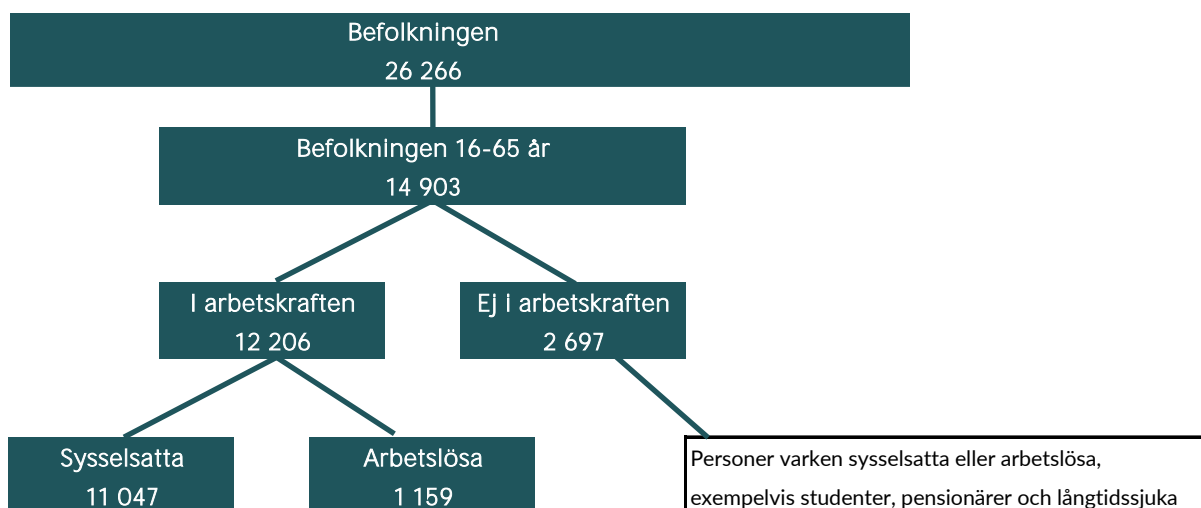 Befolkningen
26 266
Befolkningen 16-65 år
14 903
I arbetskraften
12 206
Ej i arbetskraften
2 697
Sysselsatta
11 047
Arbetslösa
1 159
Personer varken sysselsatta eller arbetslösa,
exempelvis studenter, pensionärer och långtidssjuka